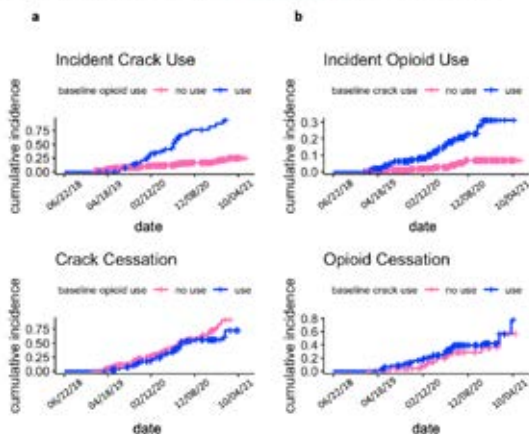 a
Incident Crack Use
baseline opioid use no use use
cumulative incidence
0.75
0.50
0.25
0.00
06/22/18
04/18/19
02/12/20
12/08/20
10/04/21
date
b
Incident Opioid Use
baseline crack use no use use
cumulative incidence
0.3
0.2
0.1
0.0
06/22/18
04/18/19
02/12/20
12/08/20
10/04/21
date
Crack Cessation
baseline opioid use no use use
cumulative incidence
0.75
0.50
0.25
0.00
06/22/18
04/18/19
02/12/20
12/08/20
10/04/21
date
Opioid Cessation
baseline crack use no use use
cumulative incidence
0.8
0.6
0.4
0.2
0.0
06/22/18
04/18/19
02/12/20
12/08/20
10/04/21
date